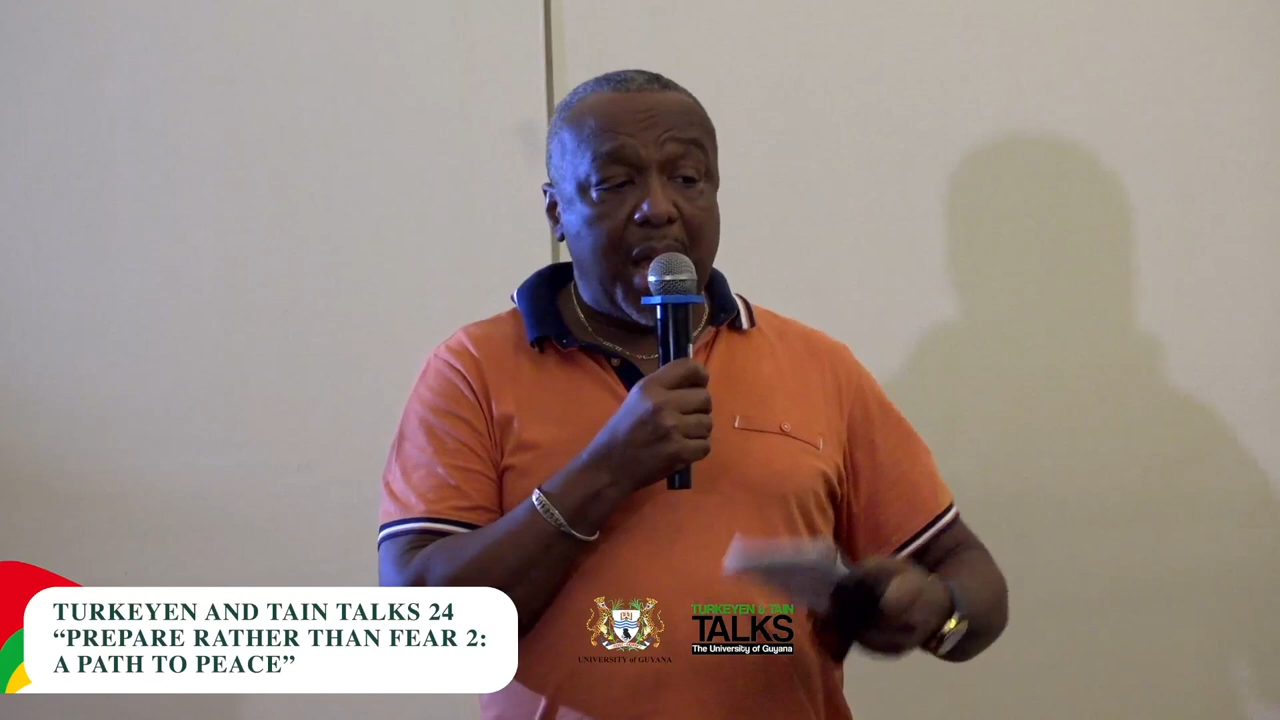 TURKEYEN AND TAIN TALKS 24
“PREPARE RATHER THAN FEAR 2:
A PATH TO PEACE”
UNIVERSITY of GUYANA
TURKEYEN & TAIN
TALKS
The University of Guyana